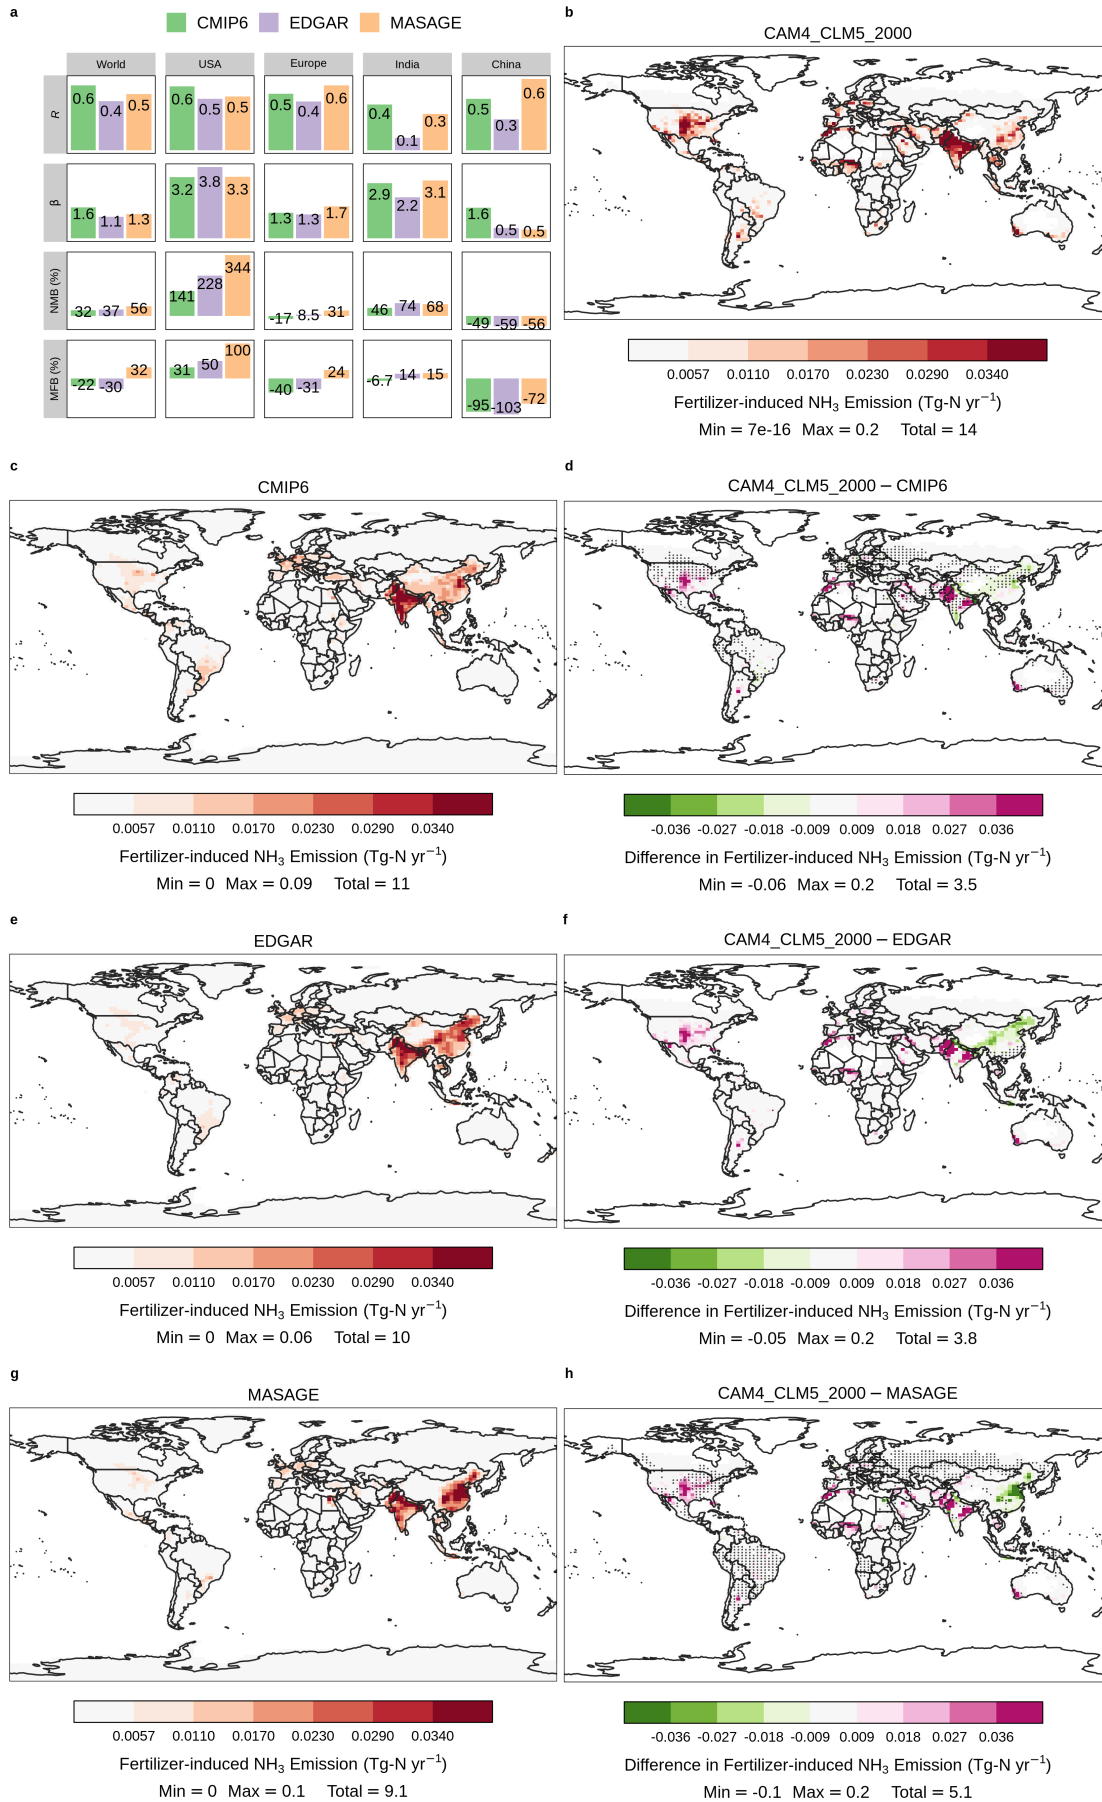 a
CMIP6 EDGAR MASAGE
World USA Europe India China
R
0.6 0.4 0.5 0.6 0.5 0.5 0.5 0.4 0.6 0.4 0.1 0.3 0.5 0.3 0.6
β
1.6 1.1 1.3 3.2 3.8 3.3 1.3 1.3 1.7 2.9 2.2 3.1 1.6 0.5 0.5
NMB (%)
32 37 56 141 228 344 -17 8.5 31 46 74 68 -49 -59 -56
MFB (%)
-22 -30 32 31 50 100 -40 -31 24 -6.7 14 15 -95 -103 -72
b
CAM4_CLM5_2000
0.0057 0.0110 0.0170 0.0230 0.0290 0.0340
Fertilizer-induced NH₃ Emission (Tg-N yr⁻¹)
Min = 7e-16 Max = 0.2 Total = 14
c
CMIP6
0.0057 0.0110 0.0170 0.0230 0.0290 0.0340
Fertilizer-induced NH₃ Emission (Tg-N yr⁻¹)
Min = 0 Max = 0.09 Total = 11
d
CAM4_CLM5_2000 − CMIP6
-0.036 -0.027 -0.018 -0.009 0.009 0.018 0.027 0.036
Difference in Fertilizer-induced NH₃ Emission (Tg-N yr⁻¹)
Min = -0.06 Max = 0.2 Total = 3.5
e
EDGAR
0.0057 0.0110 0.0170 0.0230 0.0290 0.0340
Fertilizer-induced NH₃ Emission (Tg-N yr⁻¹)
Min = 0 Max = 0.06 Total = 10
f
CAM4_CLM5_2000 − EDGAR
-0.036 -0.027 -0.018 -0.009 0.009 0.018 0.027 0.036
Difference in Fertilizer-induced NH₃ Emission (Tg-N yr⁻¹)
Min = -0.05 Max = 0.2 Total = 3.8
g
MASAGE
0.0057 0.0110 0.0170 0.0230 0.0290 0.0340
Fertilizer-induced NH₃ Emission (Tg-N yr⁻¹)
Min = 0 Max = 0.1 Total = 9.1
h
CAM4_CLM5_2000 − MASAGE
-0.036 -0.027 -0.018 -0.009 0.009 0.018 0.027 0.036
Difference in Fertilizer-induced NH₃ Emission (Tg-N yr⁻¹)
Min = -0.1 Max = 0.2 Total = 5.1